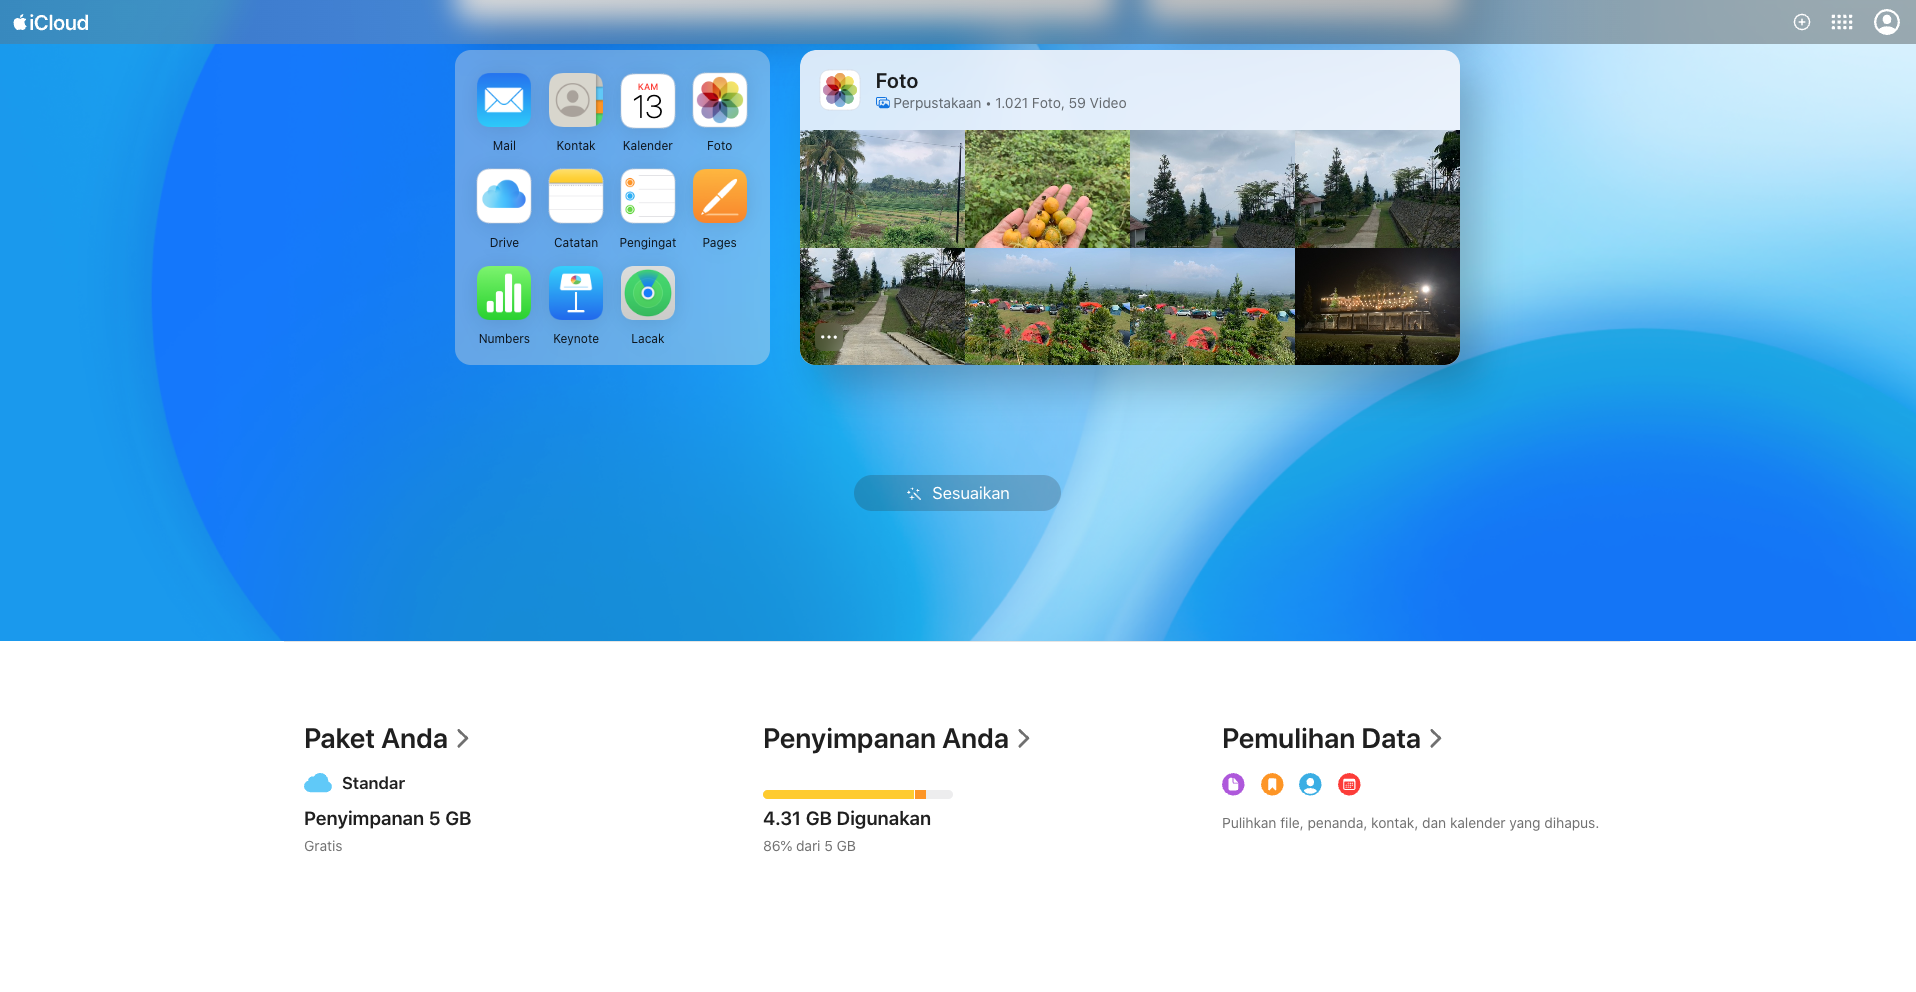 iCloud
KAM
13
Mail
Kontak
Kalender
Foto
Drive
Catatan
Pengingat
Pages
Numbers
Keynote
Lacak
Foto
Perpustakaan • 1.021 Foto, 59 Video
Sesuaikan
Paket Anda
Standar
Penyimpanan 5 GB
Gratis
Penyimpanan Anda
4.31 GB Digunakan
86% dari 5 GB
Pemulihan Data
Pulihkan file, penanda, kontak, dan kalender yang dihapus.